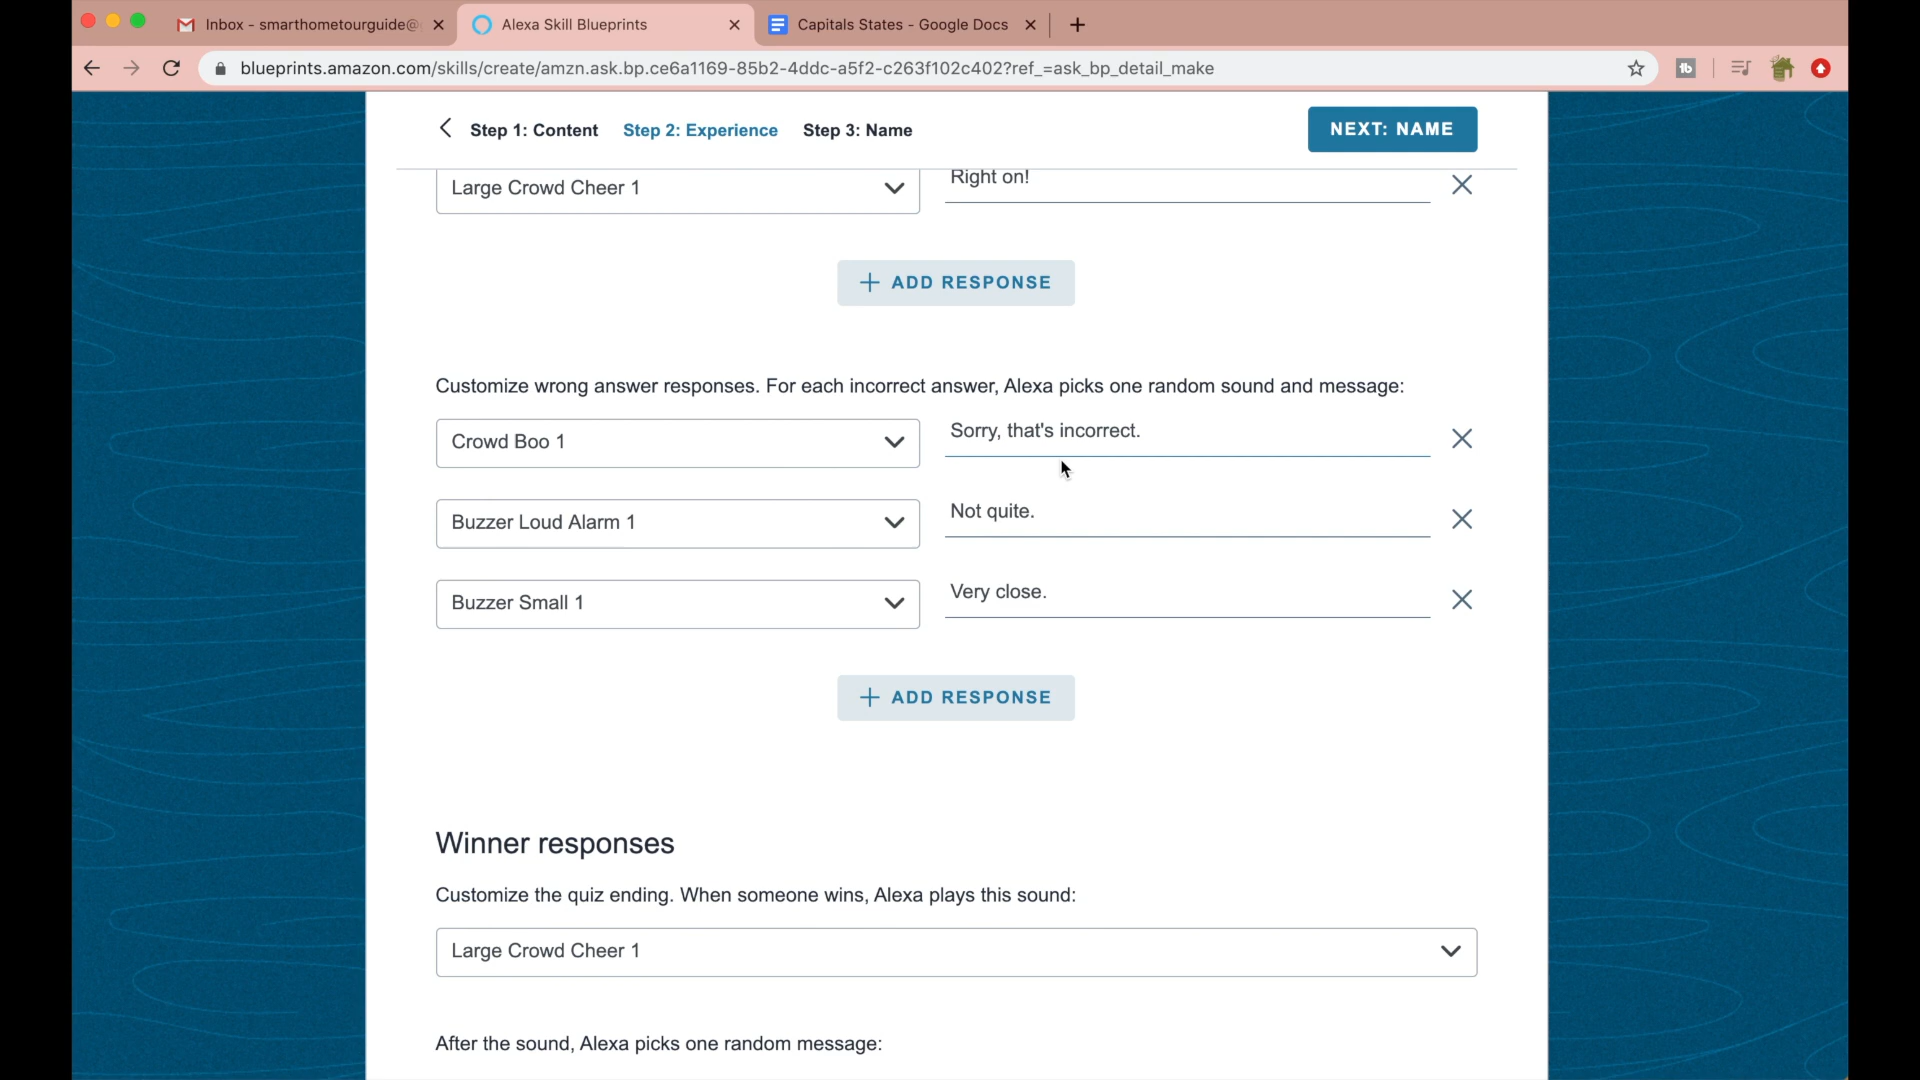 Inbox - smarthometourguide@
Alexa Skill Blueprints
Capitals States - Google Docs
blueprints.amazon.com/skills/create/amzn.ask.bp.ce6a1169-85b2-4ddc-a5f2-c263f102c402?ref_=ask_bp_detail_make
tb
Step 1: Content
Step 2: Experience
Step 3: Name
NEXT: NAME
Large Crowd Cheer 1
Right on!
ADD RESPONSE
Customize wrong answer responses. For each incorrect answer, Alexa picks one random sound and message:
Crowd Boo 1
Sorry, that's incorrect.
Buzzer Loud Alarm 1
Not quite.
Buzzer Small 1
Very close.
ADD RESPONSE
Winner responses
Customize the quiz ending. When someone wins, Alexa plays this sound:
Large Crowd Cheer 1
After the sound, Alexa picks one random message: